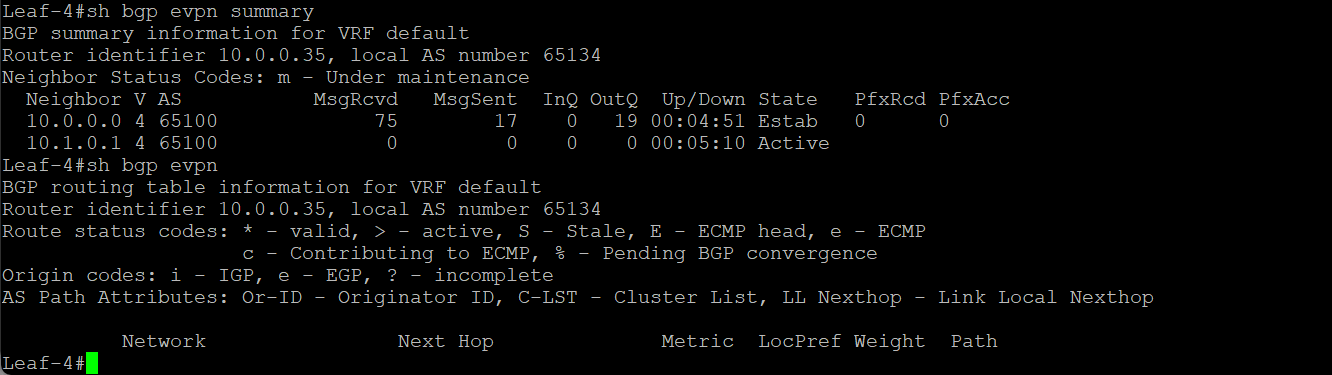 Leaf-4#sh bgp evpn summary
BGP summary information for VRF default
Router identifier 10.0.0.35, local AS number 65134
Neighbor Status Codes: m - Under maintenance
  Neighbor V AS           MsgRcvd   MsgSent  InQ OutQ  Up/Down State   PfxRcd PfxAcc
  10.0.0.0 4 65100             75        17    0   19 00:04:51 Estab   0      0
  10.1.0.1 4 65100              0         0    0    0 00:05:10 Active
Leaf-4#sh bgp evpn
BGP routing table information for VRF default
Router identifier 10.0.0.35, local AS number 65134
Route status codes: * - valid, > - active, S - Stale, E - ECMP head, e - ECMP
                    c - Contributing to ECMP, % - Pending BGP convergence
Origin codes: i - IGP, e - EGP, ? - incomplete
AS Path Attributes: Or-ID - Originator ID, C-LST - Cluster List, LL Nexthop - Link Local Nexthop
          Network                Next Hop              Metric  LocPref Weight  Path
Leaf-4#